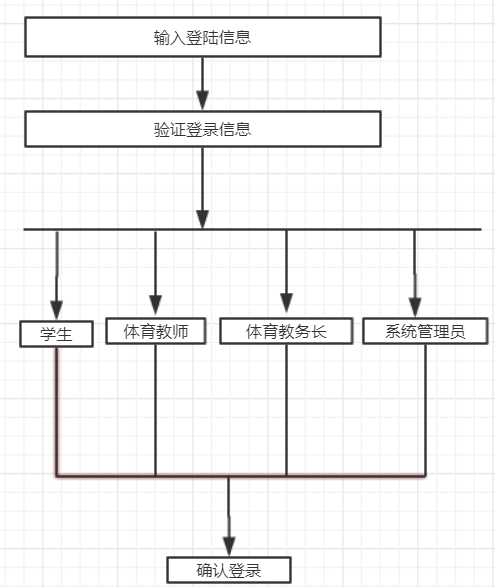 输入登陆信息
验证登录信息
学生
体育教师
体育教务长
系统管理员
确认登录